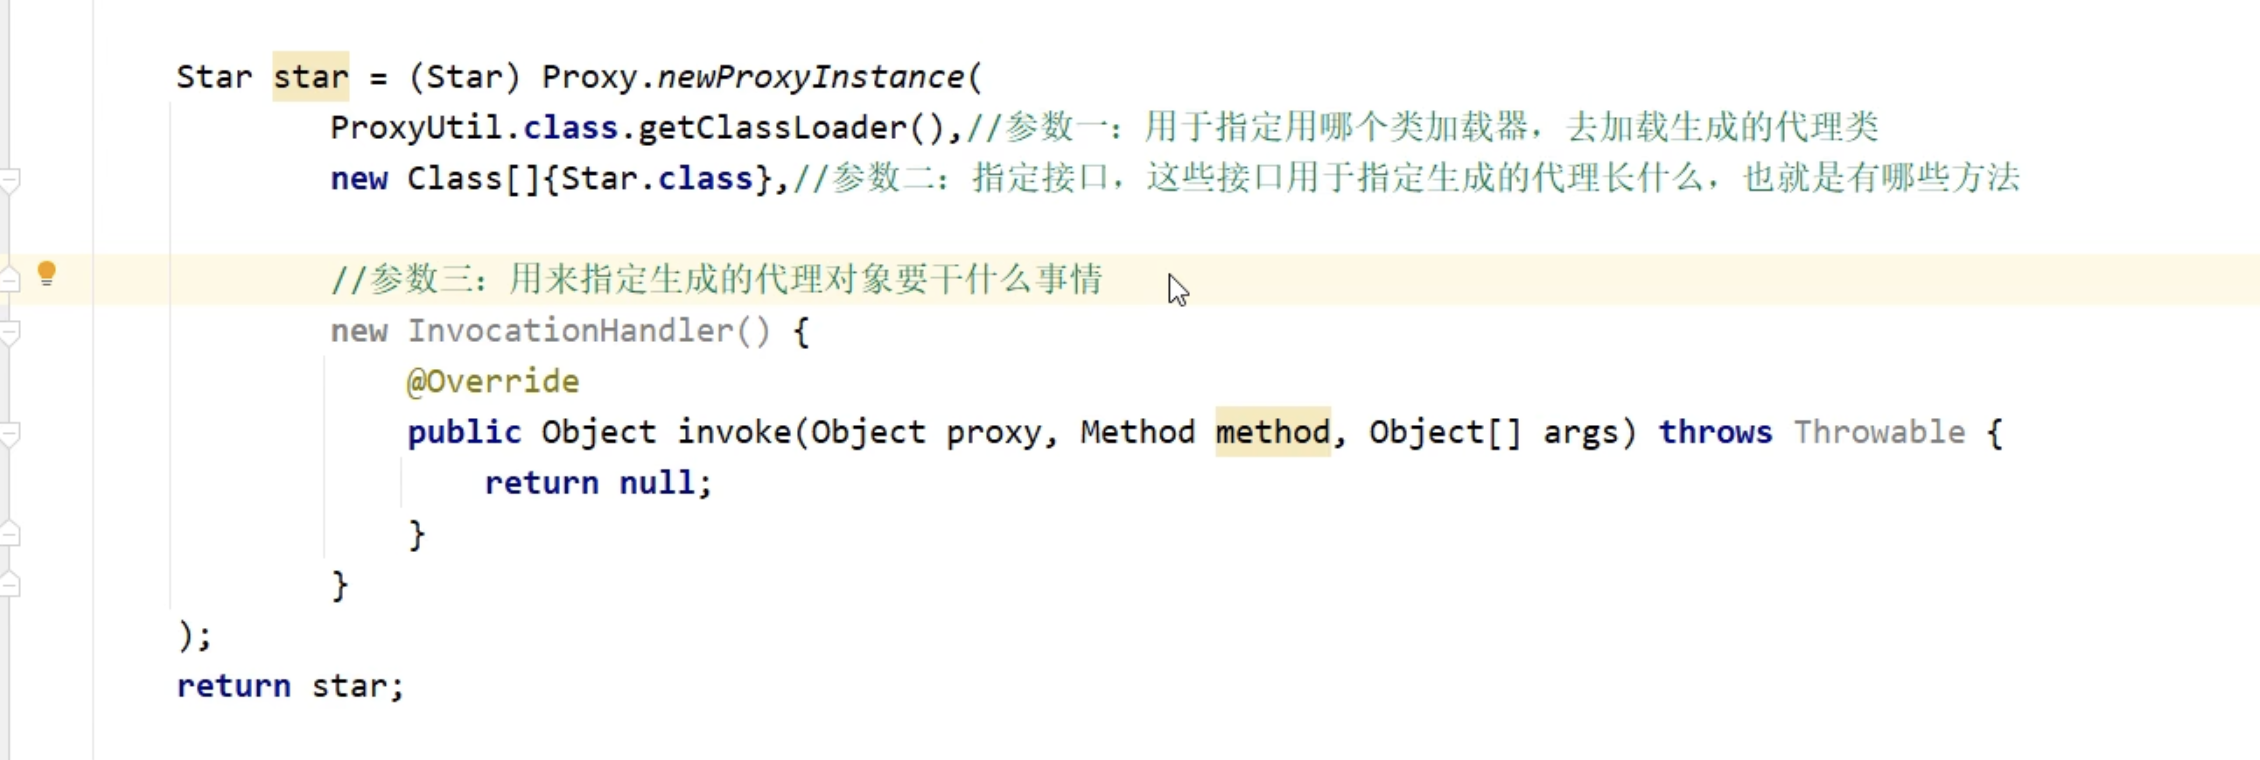 Star star = (Star) Proxy.newProxyInstance(
ProxyUtil.class.getClassLoader(),//参数一：用于指定用哪个类加载器，去加载生成的代理类
new Class[]{Star.class},//参数二：指定接口，这些接口用于指定生成的代理长什么，也就是有哪些方法
//参数三：用来指定生成的代理对象要干什么事情
new InvocationHandler() {
@Override
public Object invoke(Object proxy, Method method, Object[] args) throws Throwable {
return null;
}
}
);
return star;